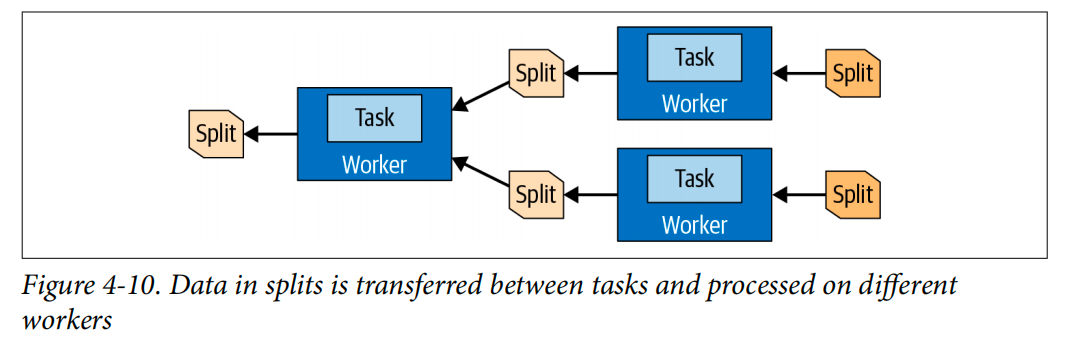 Split
Task
Worker
Split
Split
Task
Worker
Split
Task
Worker
Split
Split
Figure 4-10. Data in splits is transferred between tasks and processed on different
workers